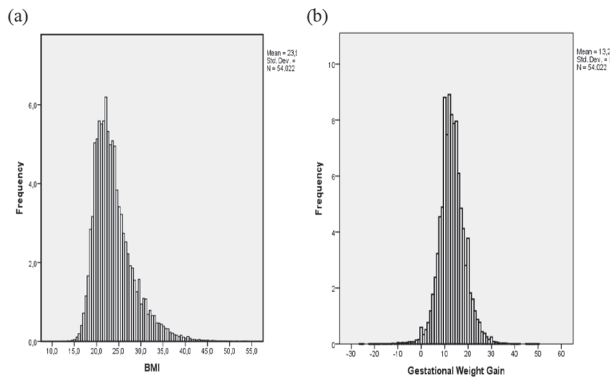 (a)
(b)
Mean = 23,
Std. Dev. =
N = 54.022
Mean = 13,2
Std. Dev. =
N = 54.022
Frequency
6,0
4,0
2,0
0,0
10,0 15,0 20,0 25,0 30,0 35,0 40,0 45,0 50,0 55,0
BMI
Frequency
10
8
6
4
2
0
-30 -20 -10 0 10 20 30 40 50 60
Gestational Weight Gain